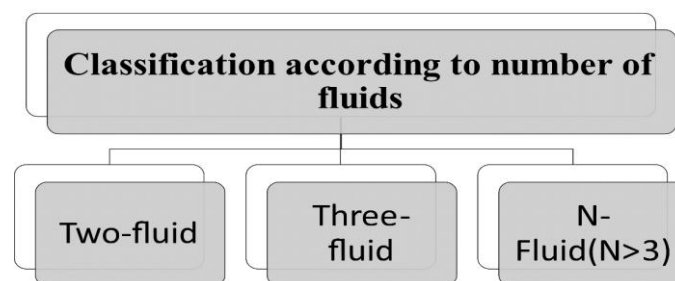 Classification according to number of
fluids
Two-fluid
Three-
fluid
N-
Fluid(N>3)